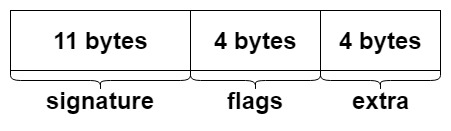 11 bytes 4 bytes 4 bytes
signature flags extra